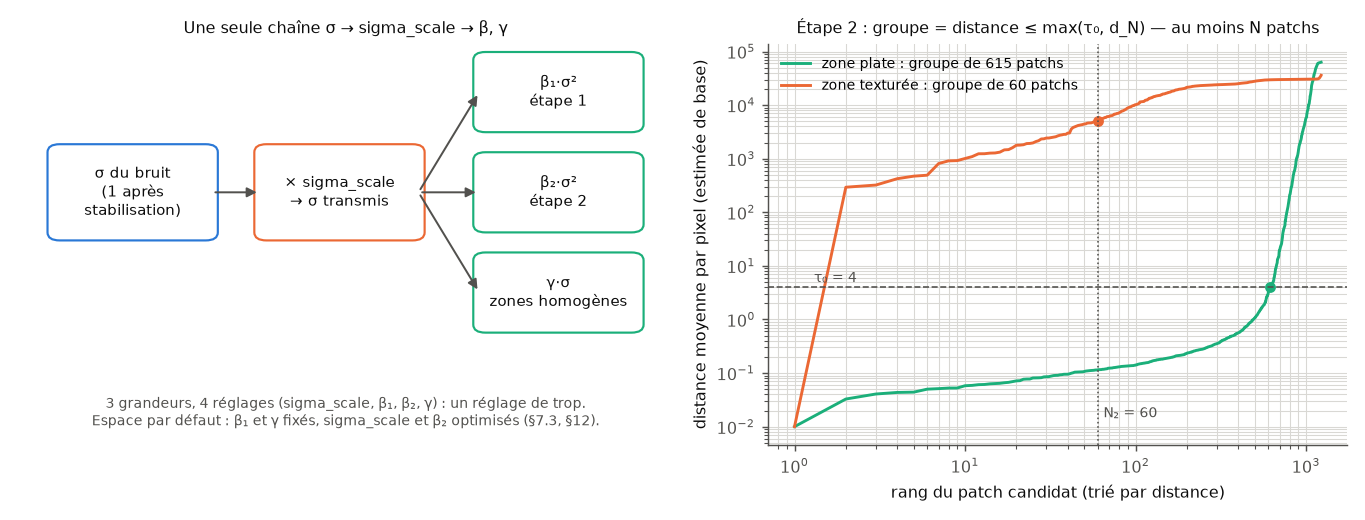 Une seule chaîne σ → sigma_scale → β, γ
σ du bruit
(1 après
stabilisation)
× sigma_scale
→ σ transmis
β₁·σ²
étape 1
β₂·σ²
étape 2
γ·σ
zones homogènes
3 grandeurs, 4 réglages (sigma_scale, β₁, β₂, γ) : un réglage de trop.
Espace par défaut : β₁ et γ fixés, sigma_scale et β₂ optimisés (§7.3, §12).
Étape 2 : groupe = distance ≤ max(τ₀, d_N) — au moins N patchs
distance moyenne par pixel (estimée de base)
10⁵
10⁴
10³
10²
10¹
10⁰
10⁻¹
10⁻²
zone plate : groupe de 615 patchs
zone texturée : groupe de 60 patchs
τ₀ = 4
N₂ = 60
10⁰
10¹
10²
10³
rang du patch candidat (trié par distance)